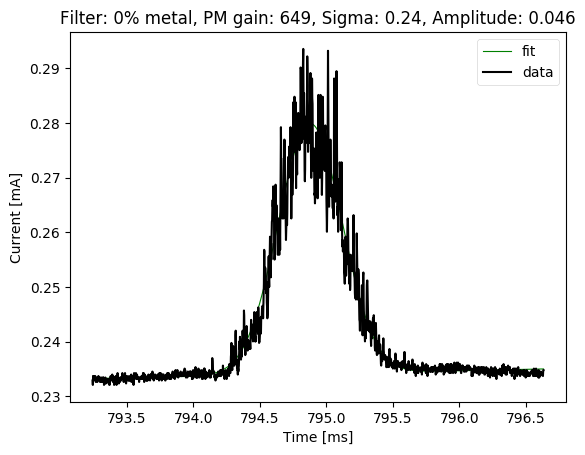 Filter: 0% metal, PM gain: 649, Sigma: 0.24, Amplitude: 0.046
fit
data
0.29
0.28
0.27
0.26
0.25
0.24
0.23
Current [mA]
793.5 794.0 794.5 795.0 795.5 796.0 796.5
Time [ms]